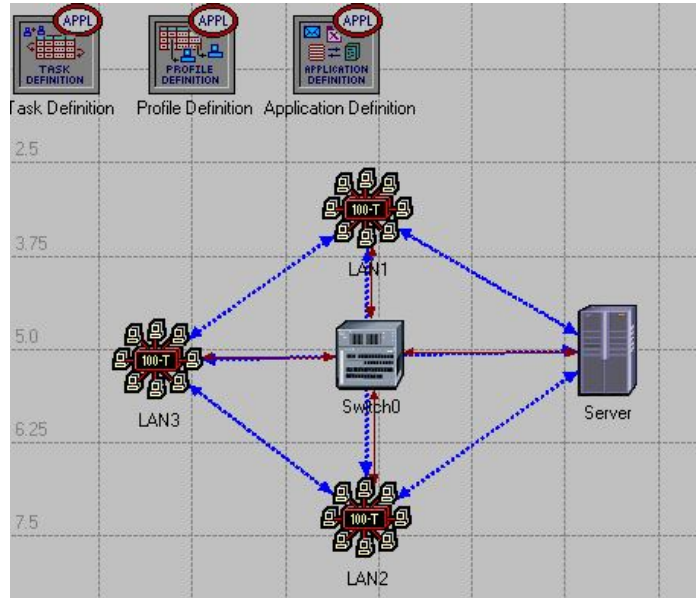 APPL APPL APPL
TASK DEFINITION
PROFILE DEFINITION
APPLICATION DEFINITION
Task Definition Profile Definition Application Definition
2.5
100-T
3.75
LAN1
5.0
100-T
Switch0
LAN3
Server
6.25
100-T
7.5
LAN2